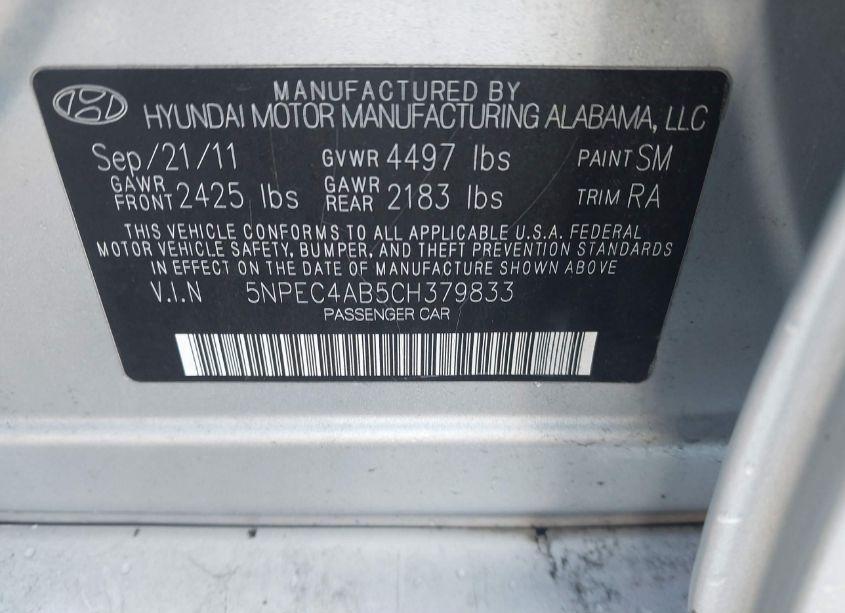 MANUFACTURED BY
HYUNDAI MOTOR MANUFACTURING ALABAMA, LLC
Sep/21/11 GVWR 4497 lbs PAINT SM
GAWR FRONT 2425 lbs GAWR REAR 2183 lbs TRIM RA
THIS VEHICLE CONFORMS TO ALL APPLICABLE U.S.A. FEDERAL
MOTOR VEHICLE SAFETY, BUMPER, AND THEFT PREVENTION STANDARDS
IN EFFECT ON THE DATE OF MANUFACTURING SHOWN ABOVE
V.I.N 5NPEC4AB5CH379833
PASSENGER CAR